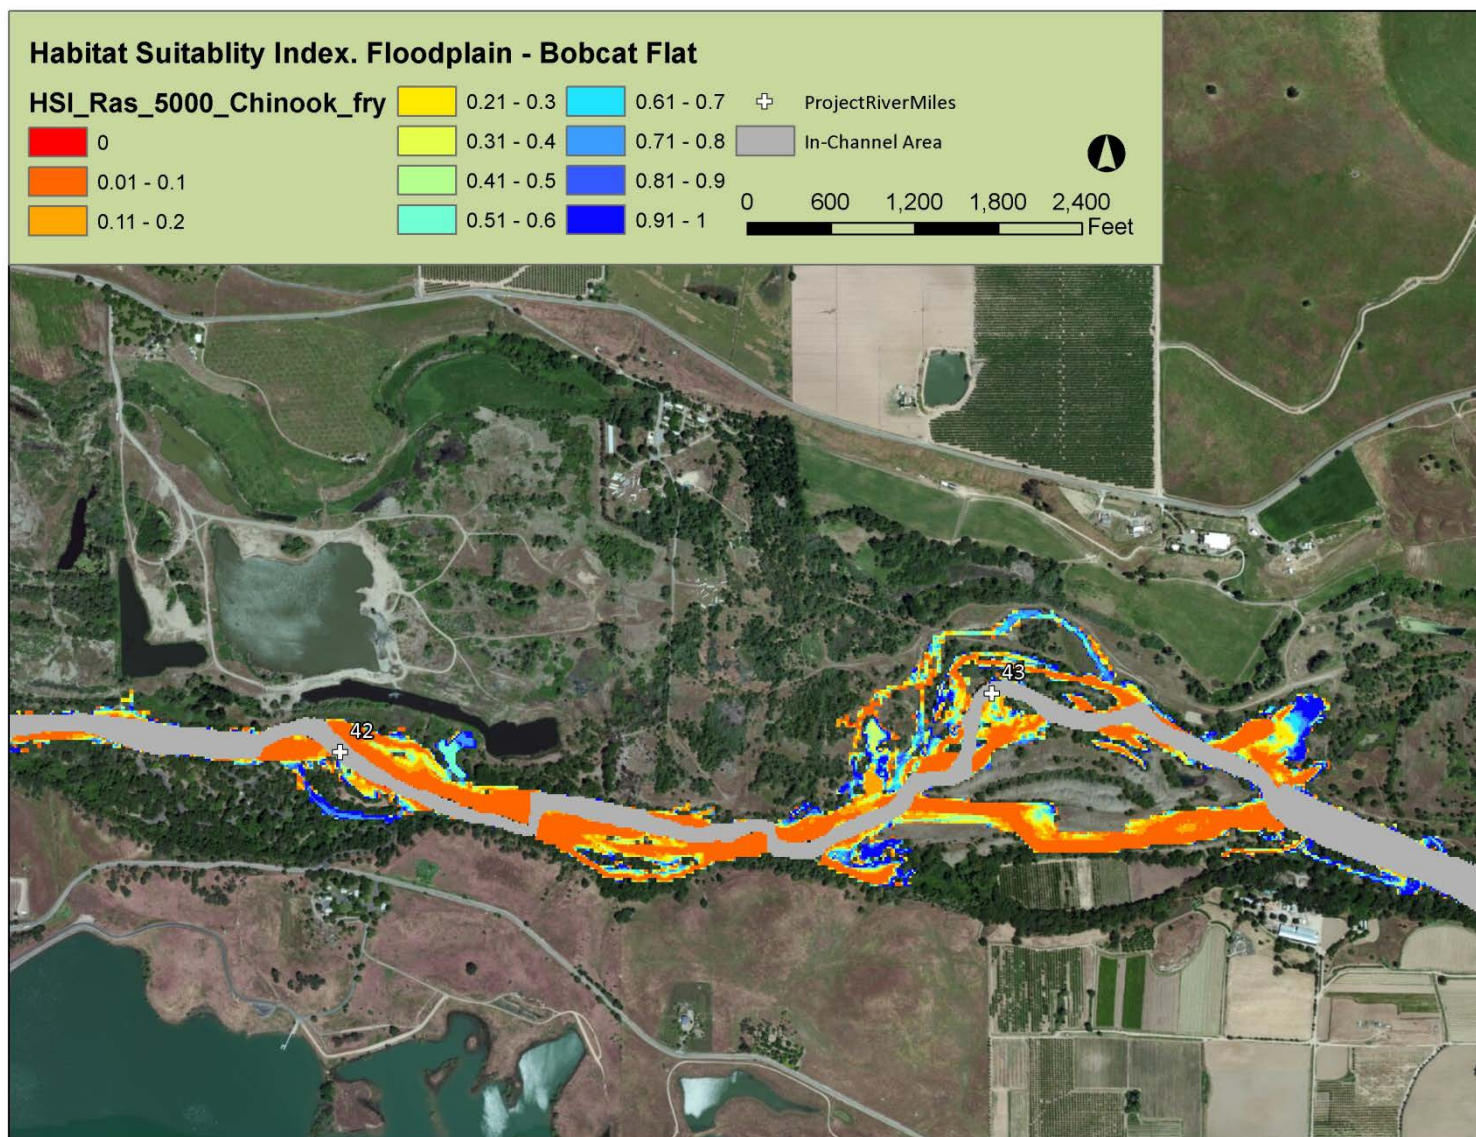 Habitat Suitablity Index. Floodplain - Bobcat Flat
HSI_Ras_5000_Chinook_fry
0
0.01 - 0.1
0.11 - 0.2
0.21 - 0.3
0.31 - 0.4
0.41 - 0.5
0.51 - 0.6
0.61 - 0.7
0.71 - 0.8
0.81 - 0.9
0.91 - 1
ProjectRiverMiles
In-Channel Area
0 600 1,200 1,800 2,400
Feet
43
42